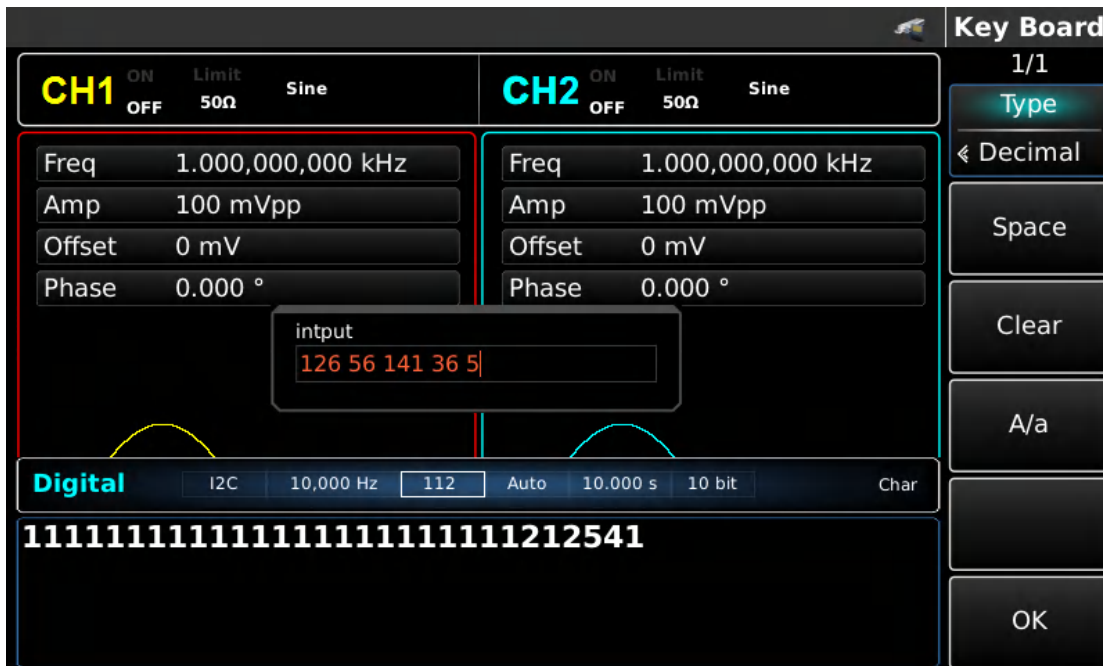 Key Board
1/1
CH1 ON OFF Limit 50Ω Sine
CH2 ON OFF Limit 50Ω Sine
Type
« Decimal
Freq 1.000,000,000 kHz
Freq 1.000,000,000 kHz
Amp 100 mVpp
Amp 100 mVpp
Space
Offset 0 mV
Offset 0 mV
Phase 0.000 °
Phase 0.000 °
intput
126 56 141 36 5
Clear
A/a
Digital I2C 10,000 Hz 112 Auto 10.000 s 10 bit Char
111111111111111111111111212541
OK